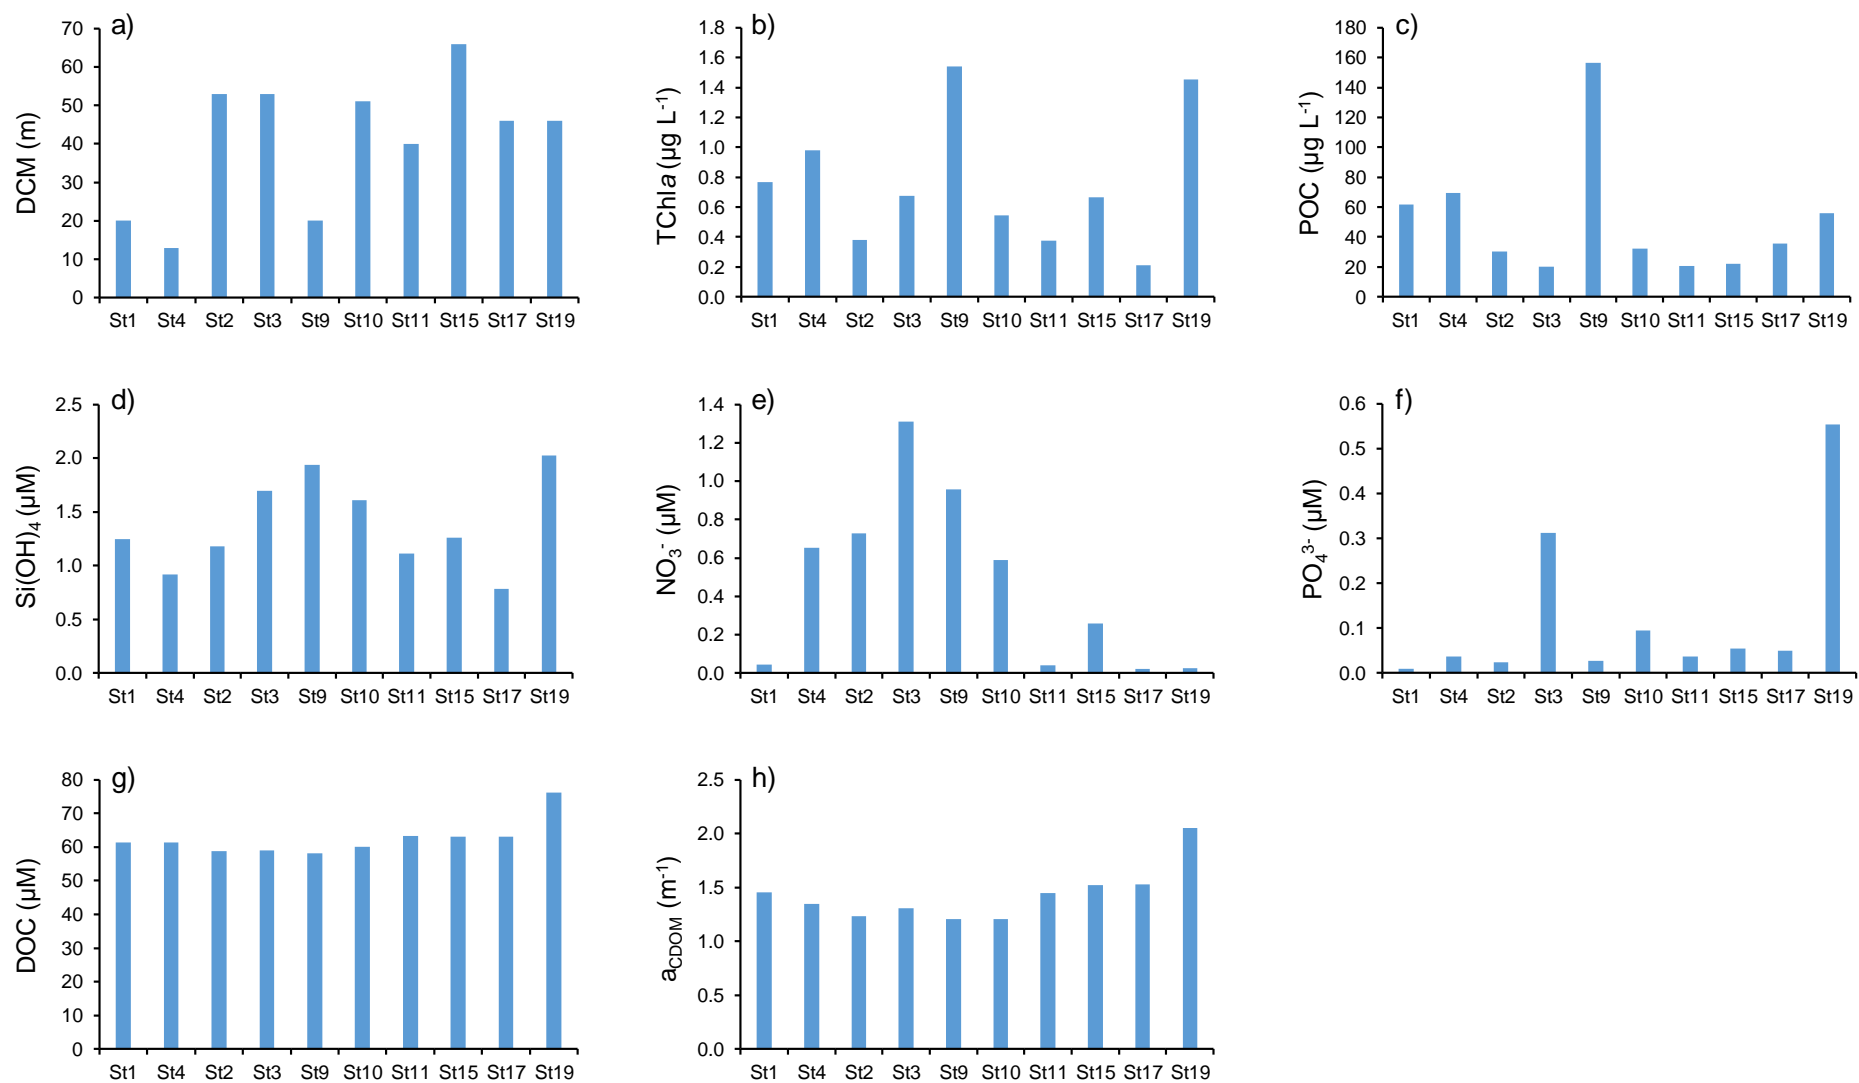 a)
DCM (m)
70
60
50
40
30
20
10
0
St1 St4 St2 St3 St9 St10 St11 St15 St17 St19
b)
TChla (µg L-1)
1.8
1.6
1.4
1.2
1.0
0.8
0.6
0.4
0.2
0.0
St1 St4 St2 St3 St9 St10 St11 St15 St17 St19
c)
POC (µg L-1)
180
160
140
120
100
80
60
40
20
0
St1 St4 St2 St3 St9 St10 St11 St15 St17 St19
d)
Si(OH)4 (µM)
2.5
2.0
1.5
1.0
0.5
0.0
St1 St4 St2 St3 St9 St10 St11 St15 St17 St19
e)
NO3- (µM)
1.4
1.2
1.0
0.8
0.6
0.4
0.2
0.0
St1 St4 St2 St3 St9 St10 St11 St15 St17 St19
f)
PO43- (µM)
0.6
0.5
0.4
0.3
0.2
0.1
0.0
St1 St4 St2 St3 St9 St10 St11 St15 St17 St19
g)
DOC (µM)
80
70
60
50
40
30
20
10
0
St1 St4 St2 St3 St9 St10 St11 St15 St17 St19
h)
aCDOM (m-1)
2.5
2.0
1.5
1.0
0.5
0.0
St1 St4 St2 St3 St9 St10 St11 St15 St17 St19